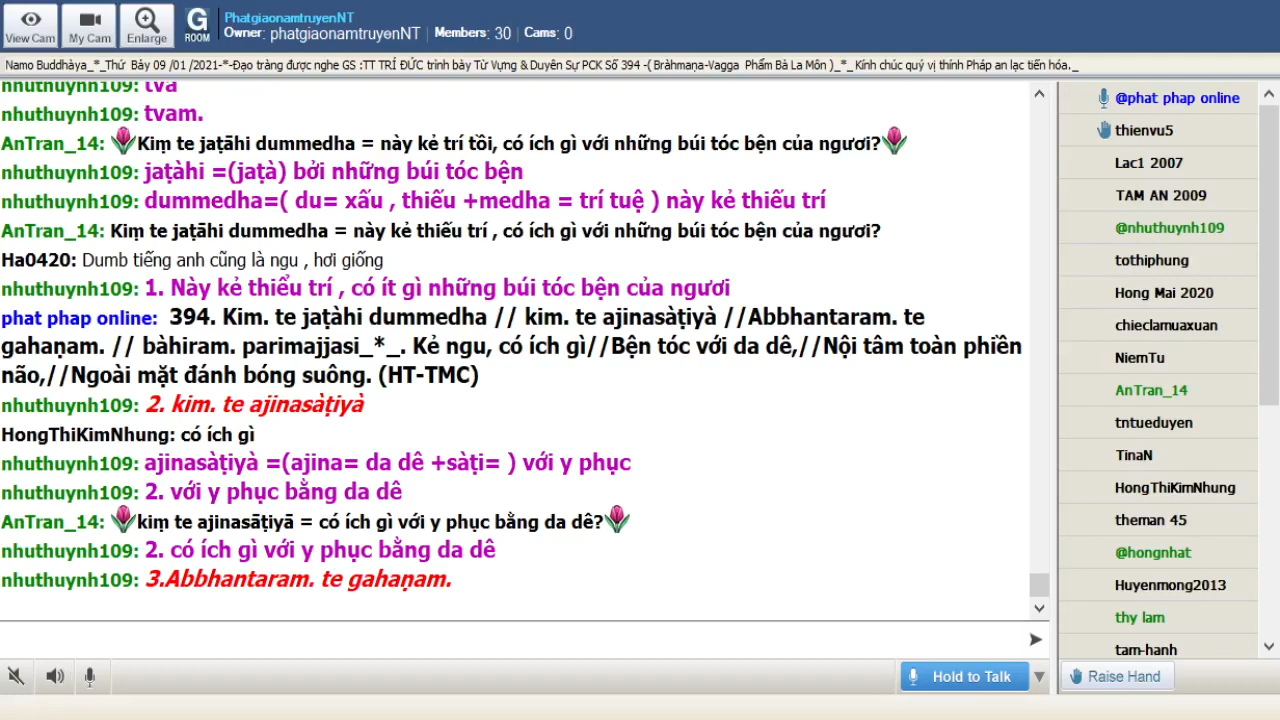 View Cam
My Cam
Enlarge
G
ROOM
PhatgiaonamtruyenNT
Owner: phatgiaonamtruyenNT | Members: 30 | Cams: 0
Namo Buddhàya_*_Thứ Bảy 09 /01 /2021-*-Đạo tràng được nghe GS :TT TRÍ ĐỨC trình bày Từ Vựng & Duyên Sự PCK Số 394 -( Bràhmaṇa-Vagga Phẩm Bà La Môn )_*_ Kính chúc quý vị thính Pháp an lạc tiến hóa._
nhuthuynh109: tva
nhuthuynh109: tvam.
AnTran_14: Kiṃ te jaṭāhi dummedha = này kẻ trí tồi, có ích gì với những búi tóc bện của ngươi?
nhuthuynh109: jaṭàhi =(jaṭà) bởi những búi tóc bện
nhuthuynh109: dummedha=( du= xấu , thiếu +medha = trí tuệ ) này kẻ thiếu trí
AnTran_14: Kiṃ te jaṭāhi dummedha = này kẻ thiếu trí , có ích gì với những búi tóc bện của ngươi?
Ha0420: Dumb tiếng anh cũng là ngu , hơi giống
nhuthuynh109: 1. Này kẻ thiểu trí , có ít gì những búi tóc bện của ngươi
phat phap online: 394. Kim. te jaṭàhi dummedha // kim. te ajinasàṭiyà //Abbhantaram. te
gahaṇam. // bàhiram. parimajjasi_*_. Kẻ ngu, có ích gì//Bện tóc với da dê,//Nội tâm toàn phiền
não,//Ngoài mặt đánh bóng suông. (HT-TMC)
nhuthuynh109: 2. kim. te ajinasàṭiyà
HongThiKimNhung: có ích gì
nhuthuynh109: ajinasàṭiyà =(ajina= da dê +sàṭi= ) với y phục
nhuthuynh109: 2. với y phục bằng da dê
AnTran_14: kiṃ te ajinasāṭiyā = có ích gì với y phục bằng da dê?
nhuthuynh109: 2. có ích gì với y phục bằng da dê
nhuthuynh109: 3.Abbhantaram. te gahaṇam.
@phat phap online
thienvu5
Lac1 2007
TAM AN 2009
@nhuthuynh109
tothiphung
Hong Mai 2020
chieclamuaxuan
NiemTu
AnTran_14
tntueduyen
TinaN
HongThiKimNhung
theman 45
@hongnhat
Huyenmong2013
thy lam
tam-hanh
Hold to Talk
Raise Hand